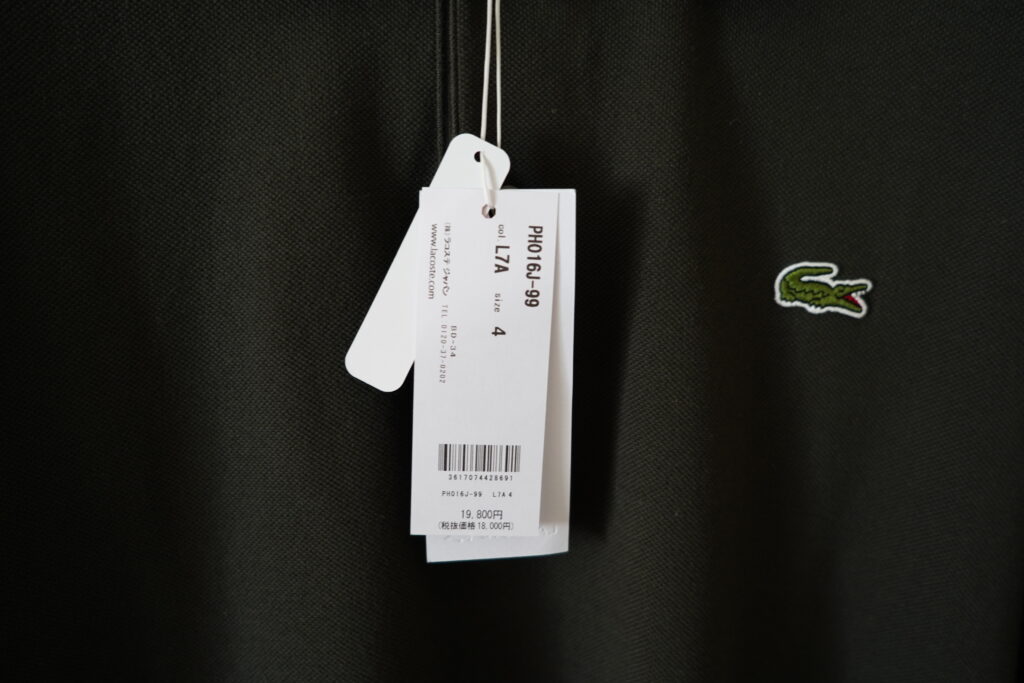 PH016J-99
col L7A size 4
BD-34
(株)ラコステ ジャパン TEL 0120-37-0202
www.lacoste.com
3617074428691
PH016J-99 L7A 4
19,800円
(税抜価格 18,000円)